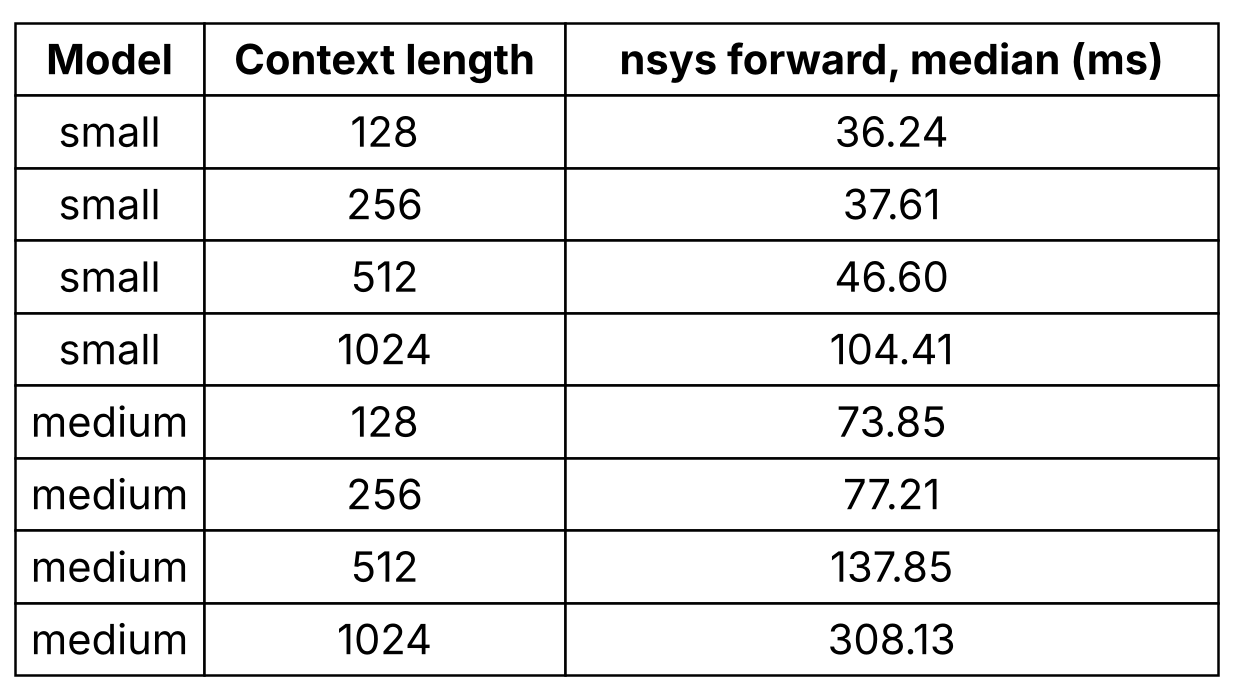 Model Context length nsys forward, median (ms)
small 128 36.24
small 256 37.61
small 512 46.60
small 1024 104.41
medium 128 73.85
medium 256 77.21
medium 512 137.85
medium 1024 308.13